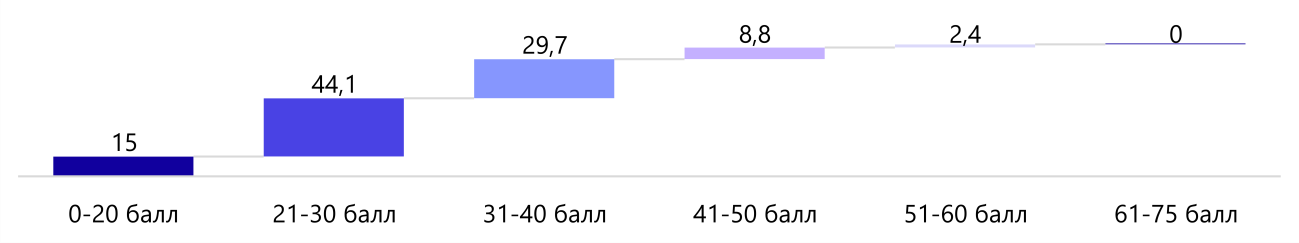 15
44,1
29,7
8,8
2,4
0
0-20 балл
21-30 балл
31-40 балл
41-50 балл
51-60 балл
61-75 балл